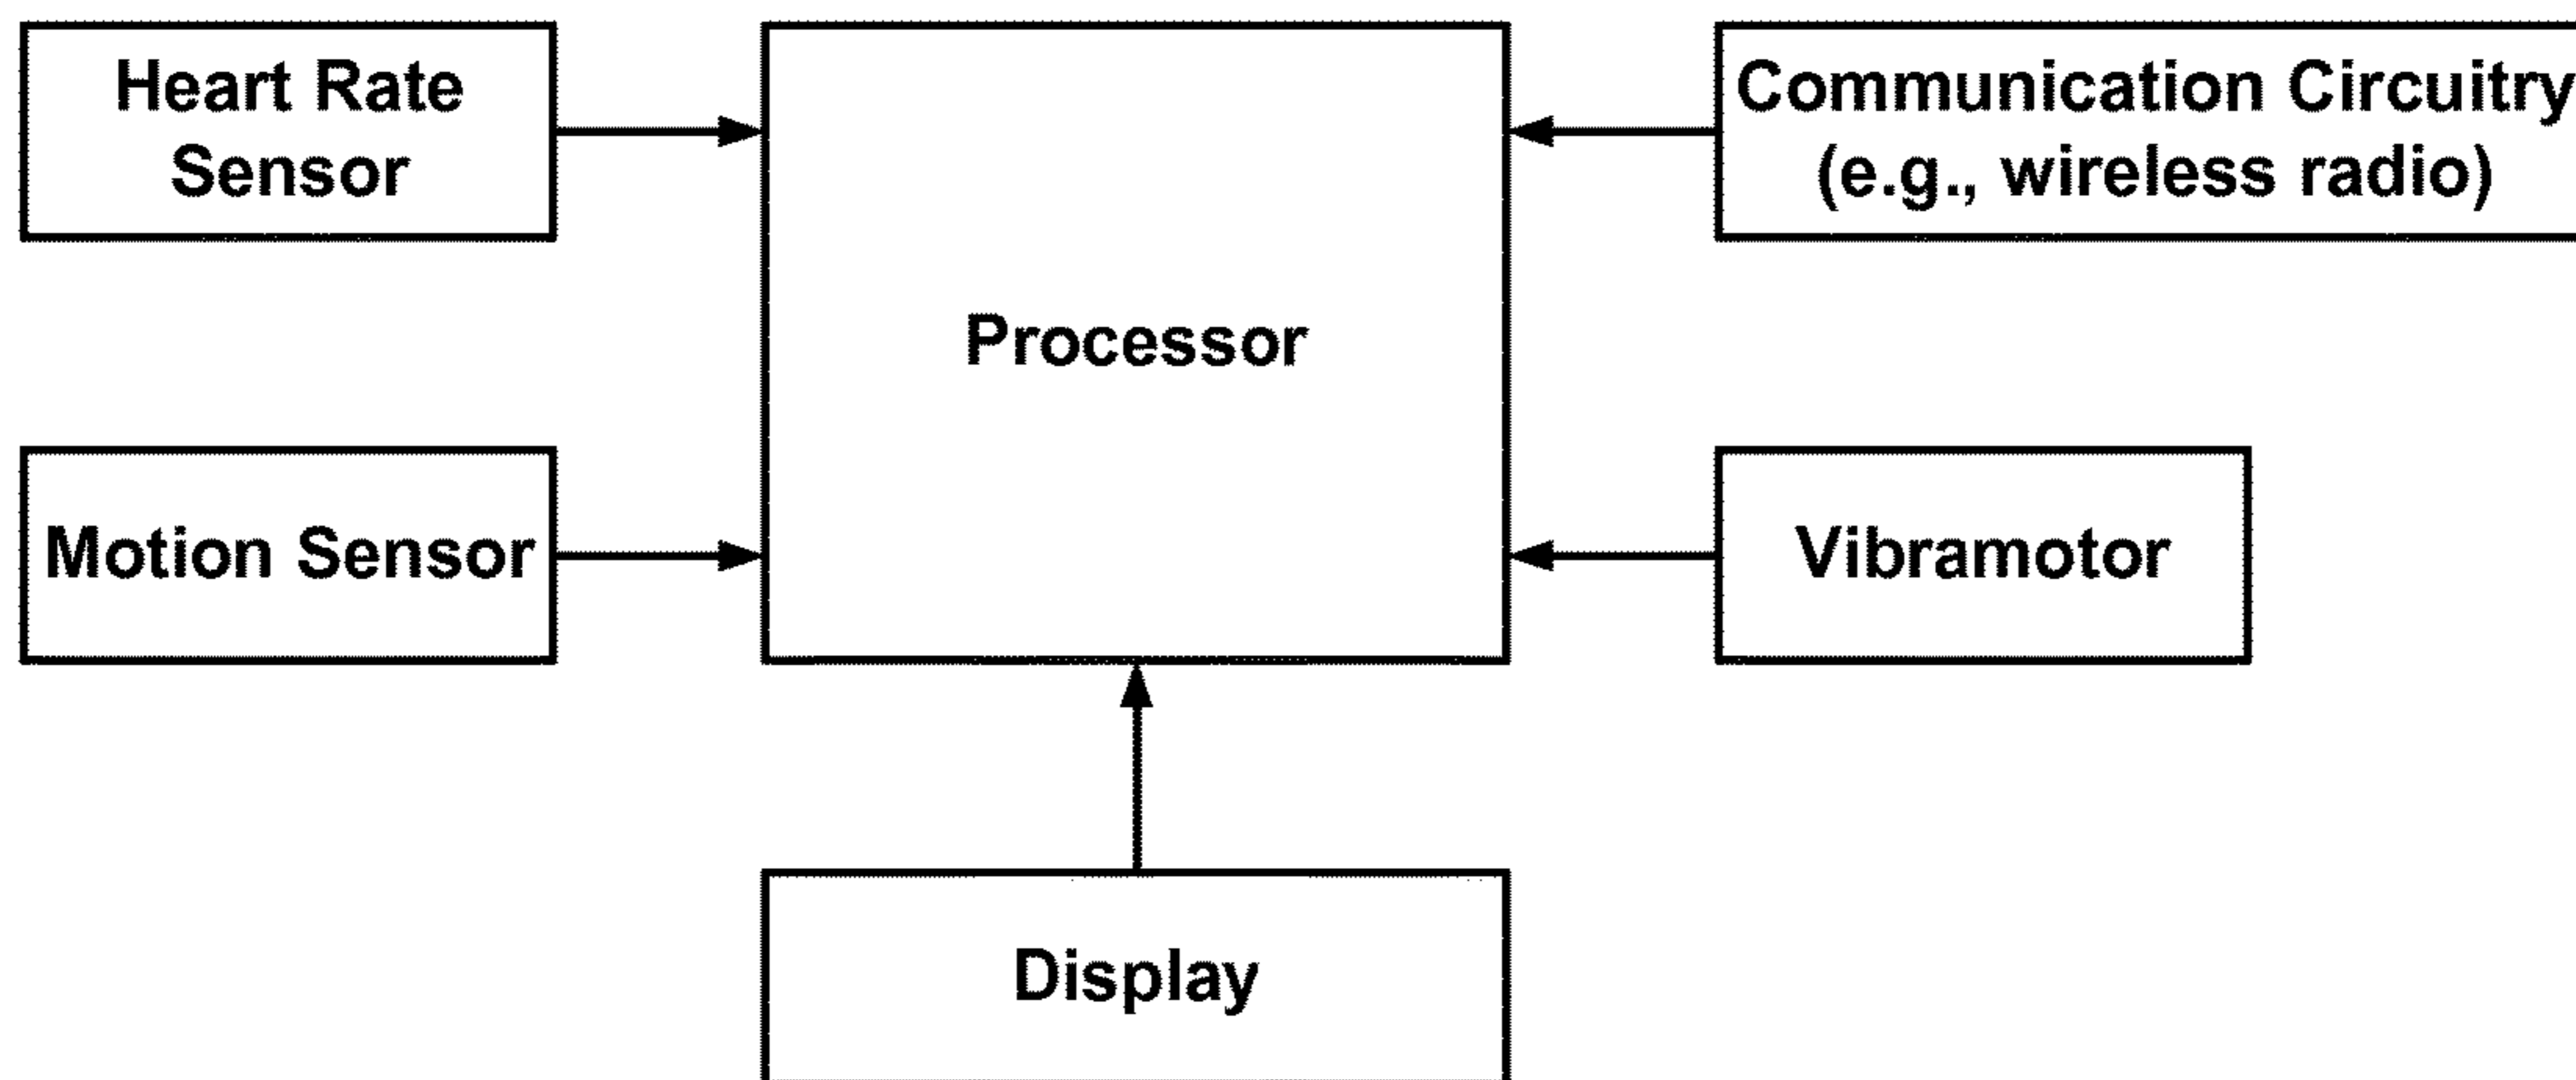 Heart Rate
Sensor
Processor
Communication Circuitry
(e.g., wireless radio)
Motion Sensor
Vibramotor
Display